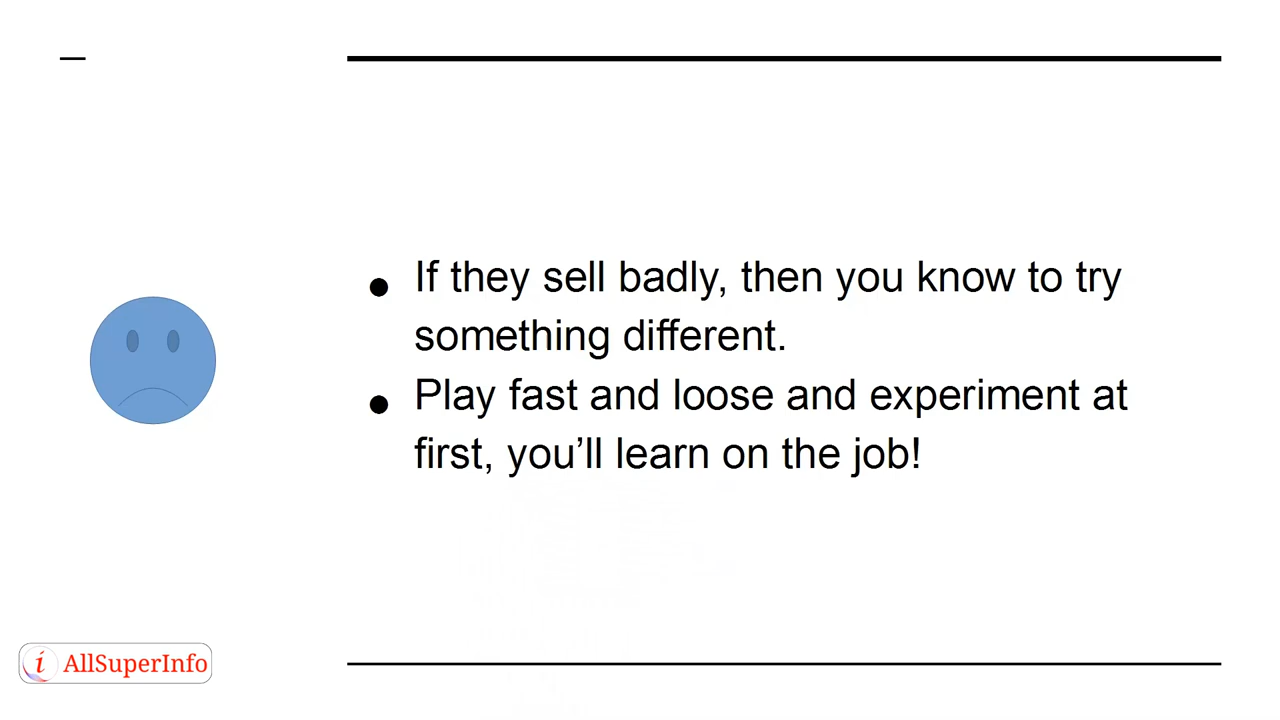 • If they sell badly, then you know to try
something different.
• Play fast and loose and experiment at
first, you’ll learn on the job!
i AllSuperInfo